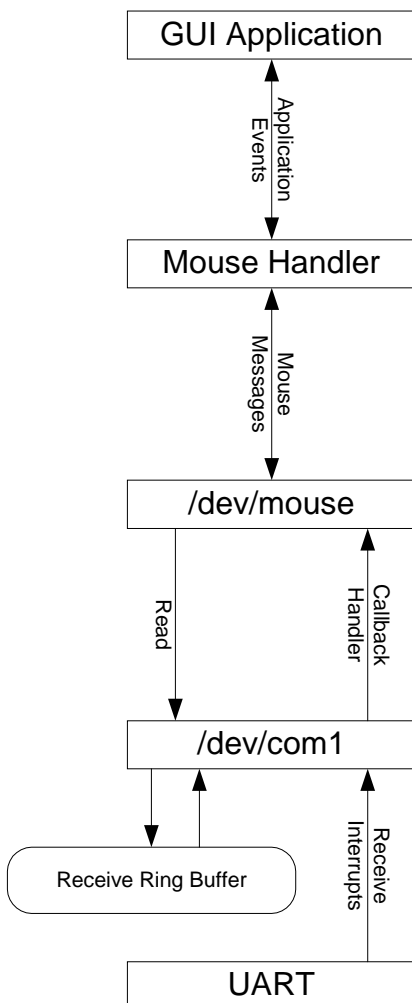 GUI Application
Application
Events
Mouse Handler
Mouse
Messages
/dev/mouse
Read
Callback
Handler
/dev/com1
Receive Ring Buffer
Receive
Interrupts
UART